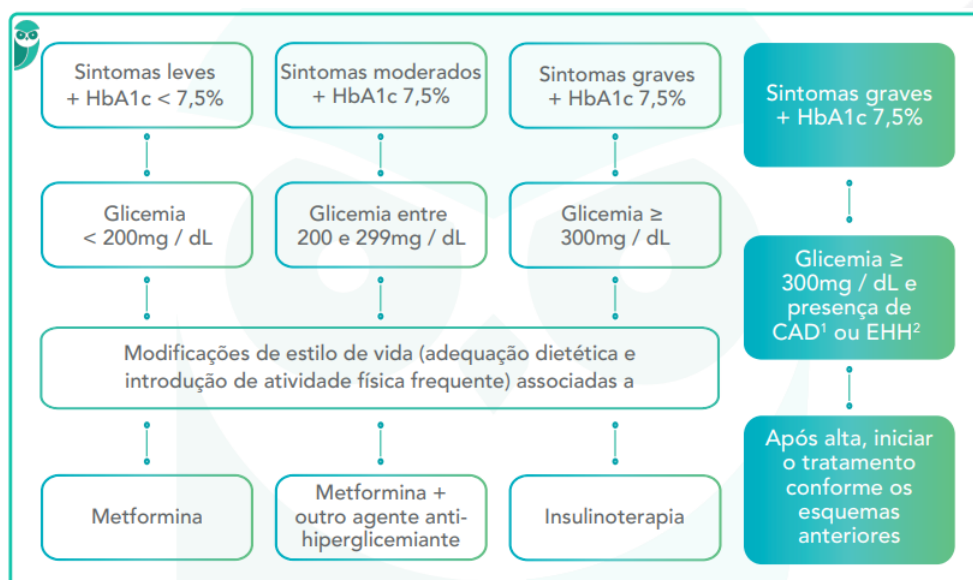 Sintomas leves
+ HbA1c < 7,5%
Sintomas moderados
+ HbA1c 7,5%
Sintomas graves
+ HbA1c 7,5%
Sintomas graves
+ HbA1c 7,5%
Glicemia
< 200mg / dL
Glicemia entre
200 e 299mg / dL
Glicemia ≥
300mg / dL
Glicemia ≥
300mg / dL e
presença de
CAD¹ ou EHH²
Modificações de estilo de vida (adequação dietética e
introdução de atividade física frequente) associadas a
Metformina
Metformina +
outro agente anti-
hiperglicemiante
Insulinoterapia
Após alta, iniciar
o tratamento
conforme os
esquemas
anteriores